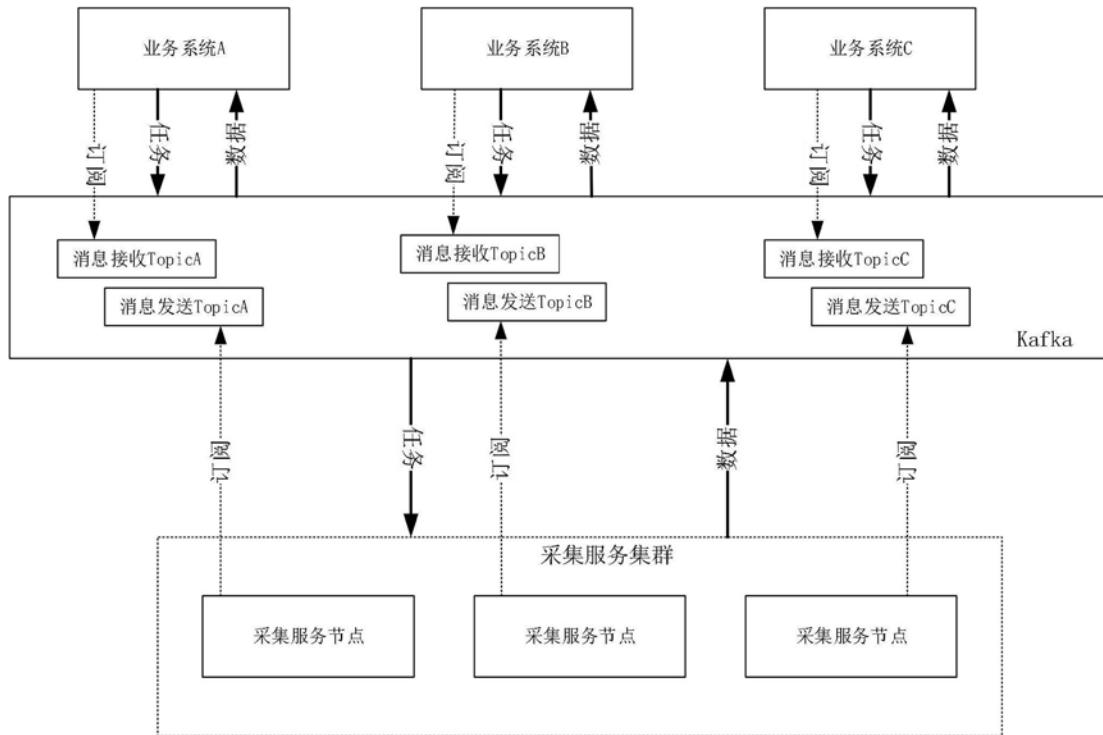 业务系统A
业务系统B
业务系统C
订阅
任务
数据
订阅
任务
数据
订阅
任务
数据
消息接收TopicA
消息接收TopicB
消息接收TopicC
消息发送TopicA
消息发送TopicB
消息发送TopicC
Kafka
订阅
任务
订阅
数据
订阅
采集服务集群
采集服务节点
采集服务节点
采集服务节点